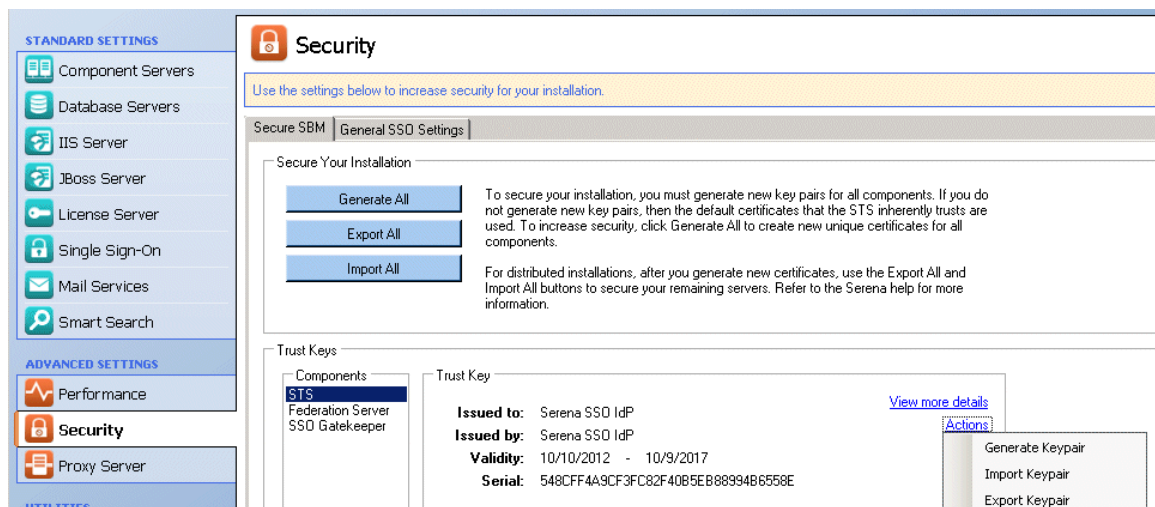 STANDARD SETTINGS
Component Servers
Database Servers
IIS Server
JBoss Server
License Server
Single Sign-On
Mail Services
Smart Search
ADVANCED SETTINGS
Performance
Security
Proxy Server
UTILITIES
Security
Use the settings below to increase security for your installation.
Secure SBM General SSO Settings
Secure Your Installation
Generate All
Export All
Import All
To secure your installation, you must generate new key pairs for all components. If you do
not generate new key pairs, then the default certificates that the STS inherently trusts are
used. To increase security, click Generate All to create new unique certificates for all
components.
For distributed installations, after you generate new certificates, use the Export All and
Import All buttons to secure your remaining servers. Refer to the Serena help for more
information.
Trust Keys
Components
STS
Federation Server
SSO Gatekeeper
Trust Key
View more details
Actions
Issued to: Serena SSO IdP
Issued by: Serena SSO IdP
Validity: 10/10/2012 - 10/9/2017
Serial: 548CFF4A9CF3FC82F40B5EB88994B6558E
Generate Keypair
Import Keypair
Export Keypair